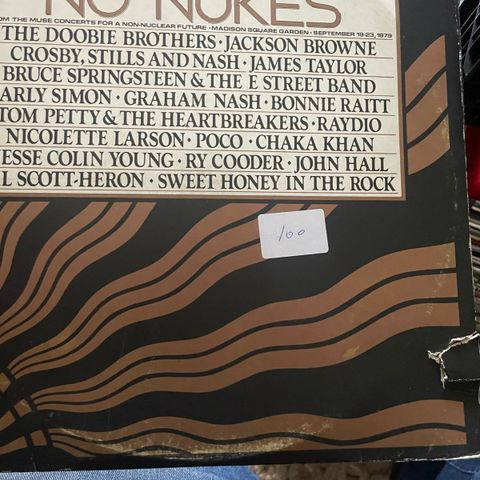 NO NUKES
OM THE MUSE CONCERTS FOR A NON-NUCLEAR FUTURE • MADISON SQUARE GARDEN • SEPTEMBER 19-23, 1979
THE DOOBIE BROTHERS • JACKSON BROWNE
CROSBY, STILLS AND NASH • JAMES TAYLOR
BRUCE SPRINGSTEEN & THE E STREET BAND
ARLY SIMON • GRAHAM NASH • BONNIE RAITT
TOM PETTY & THE HEARTBREAKERS • RAYDIO
NICOLETTE LARSON • POCO • CHAKA KHAN
ESSE COLIN YOUNG • RY COODER • JOHN HALL
L SCOTT-HERON • SWEET HONEY IN THE ROCK
100